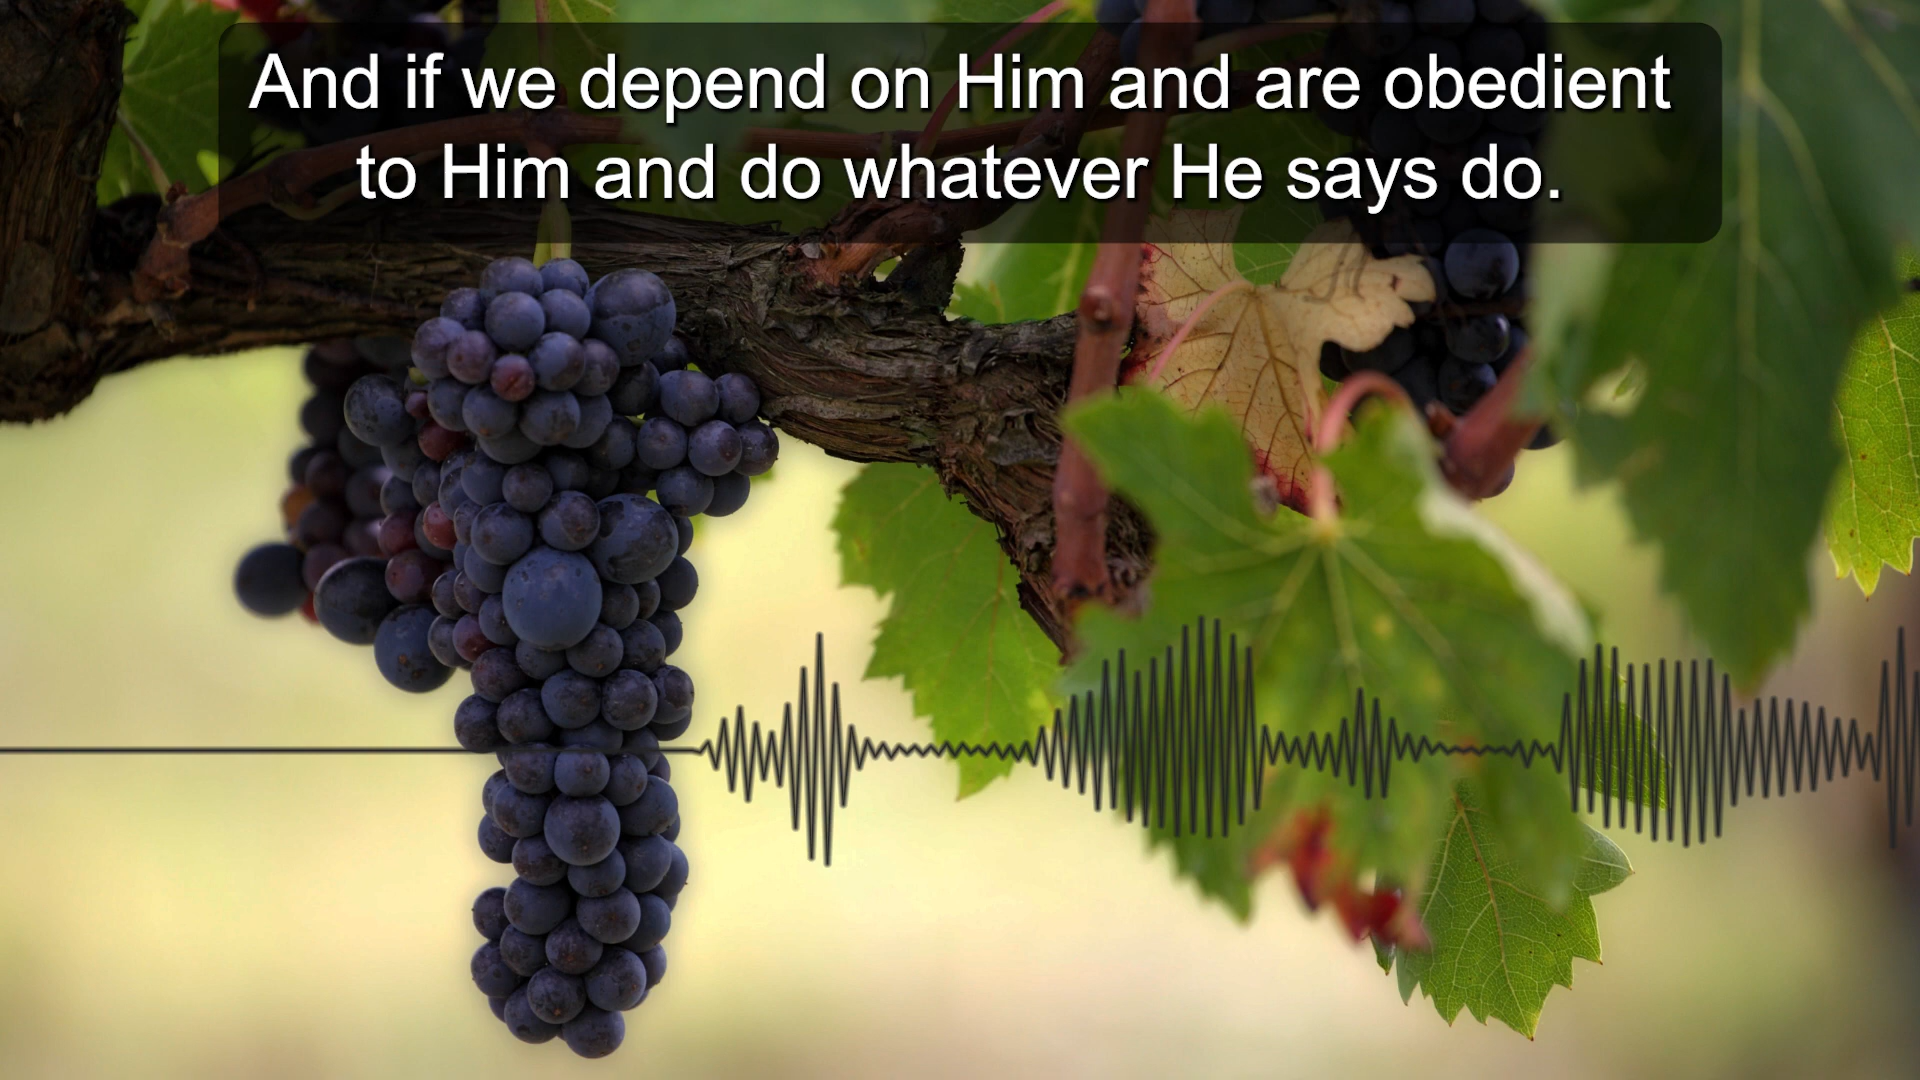 And if we depend on Him and are obedient
to Him and do whatever He says do.